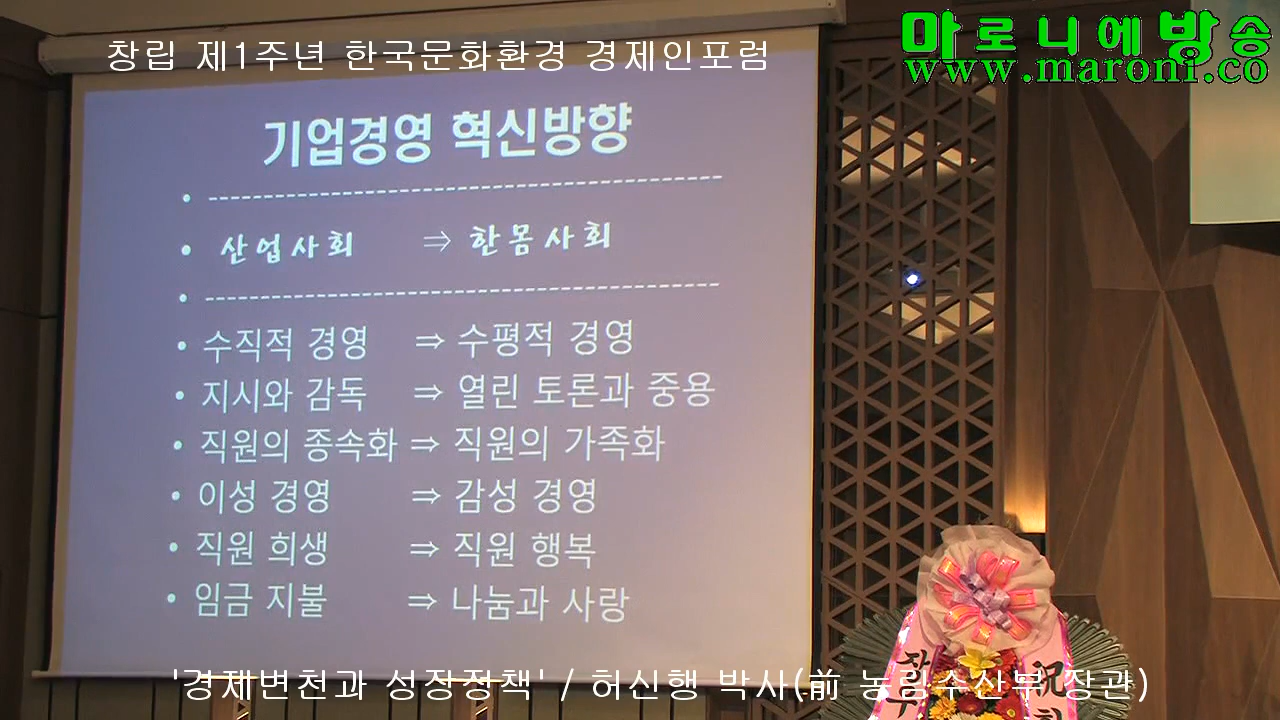 창립 제1주년 한국문화환경 경제인포럼
마로니에방송
www.maroni.co
기업경영 혁신방향
• ------------------------------------------
• 산업사회 ⇒ 한몸사회
• ------------------------------------------
• 수직적 경영 ⇒ 수평적 경영
• 지시와 감독 ⇒ 열린 토론과 중용
• 직원의 종속화 ⇒ 직원의 가족화
• 이성 경영 ⇒ 감성 경영
• 직원 희생 ⇒ 직원 행복
• 임금 지불 ⇒ 나눔과 사랑
'경제변천과 성장정책' / 허신행 박사(前 농림수산부 장관)
祝